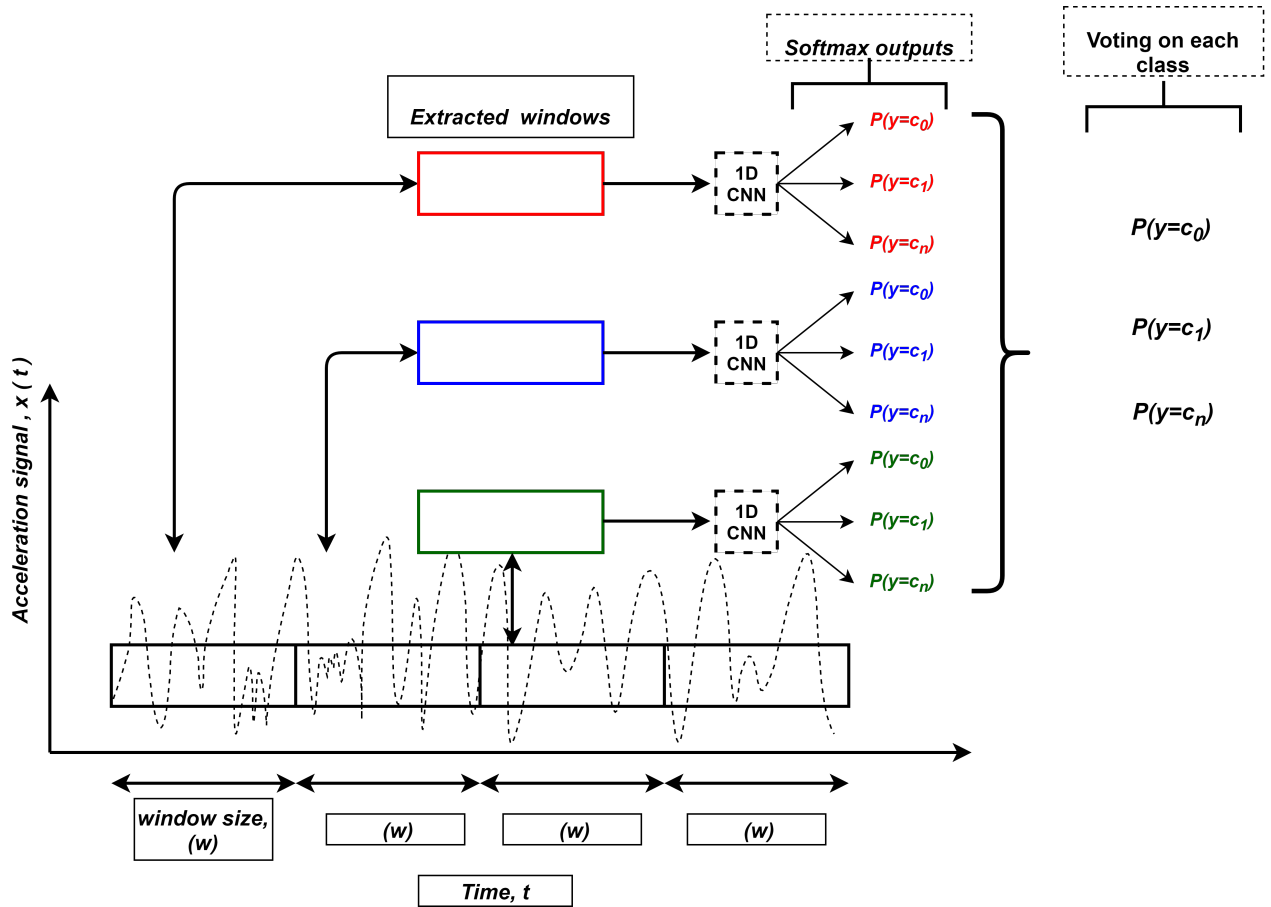 Softmax outputs
Voting on each
class
Extracted windows
1D
CNN
P(y=c0)
P(y=c1)
P(y=cn)
1D
CNN
P(y=c0)
P(y=c1)
P(y=cn)
1D
CNN
P(y=c0)
P(y=c1)
P(y=cn)
P(y=c0)
P(y=c1)
P(y=cn)
Acceleration signal , x ( t )
window size,
(w)
(w)
(w)
(w)
Time, t